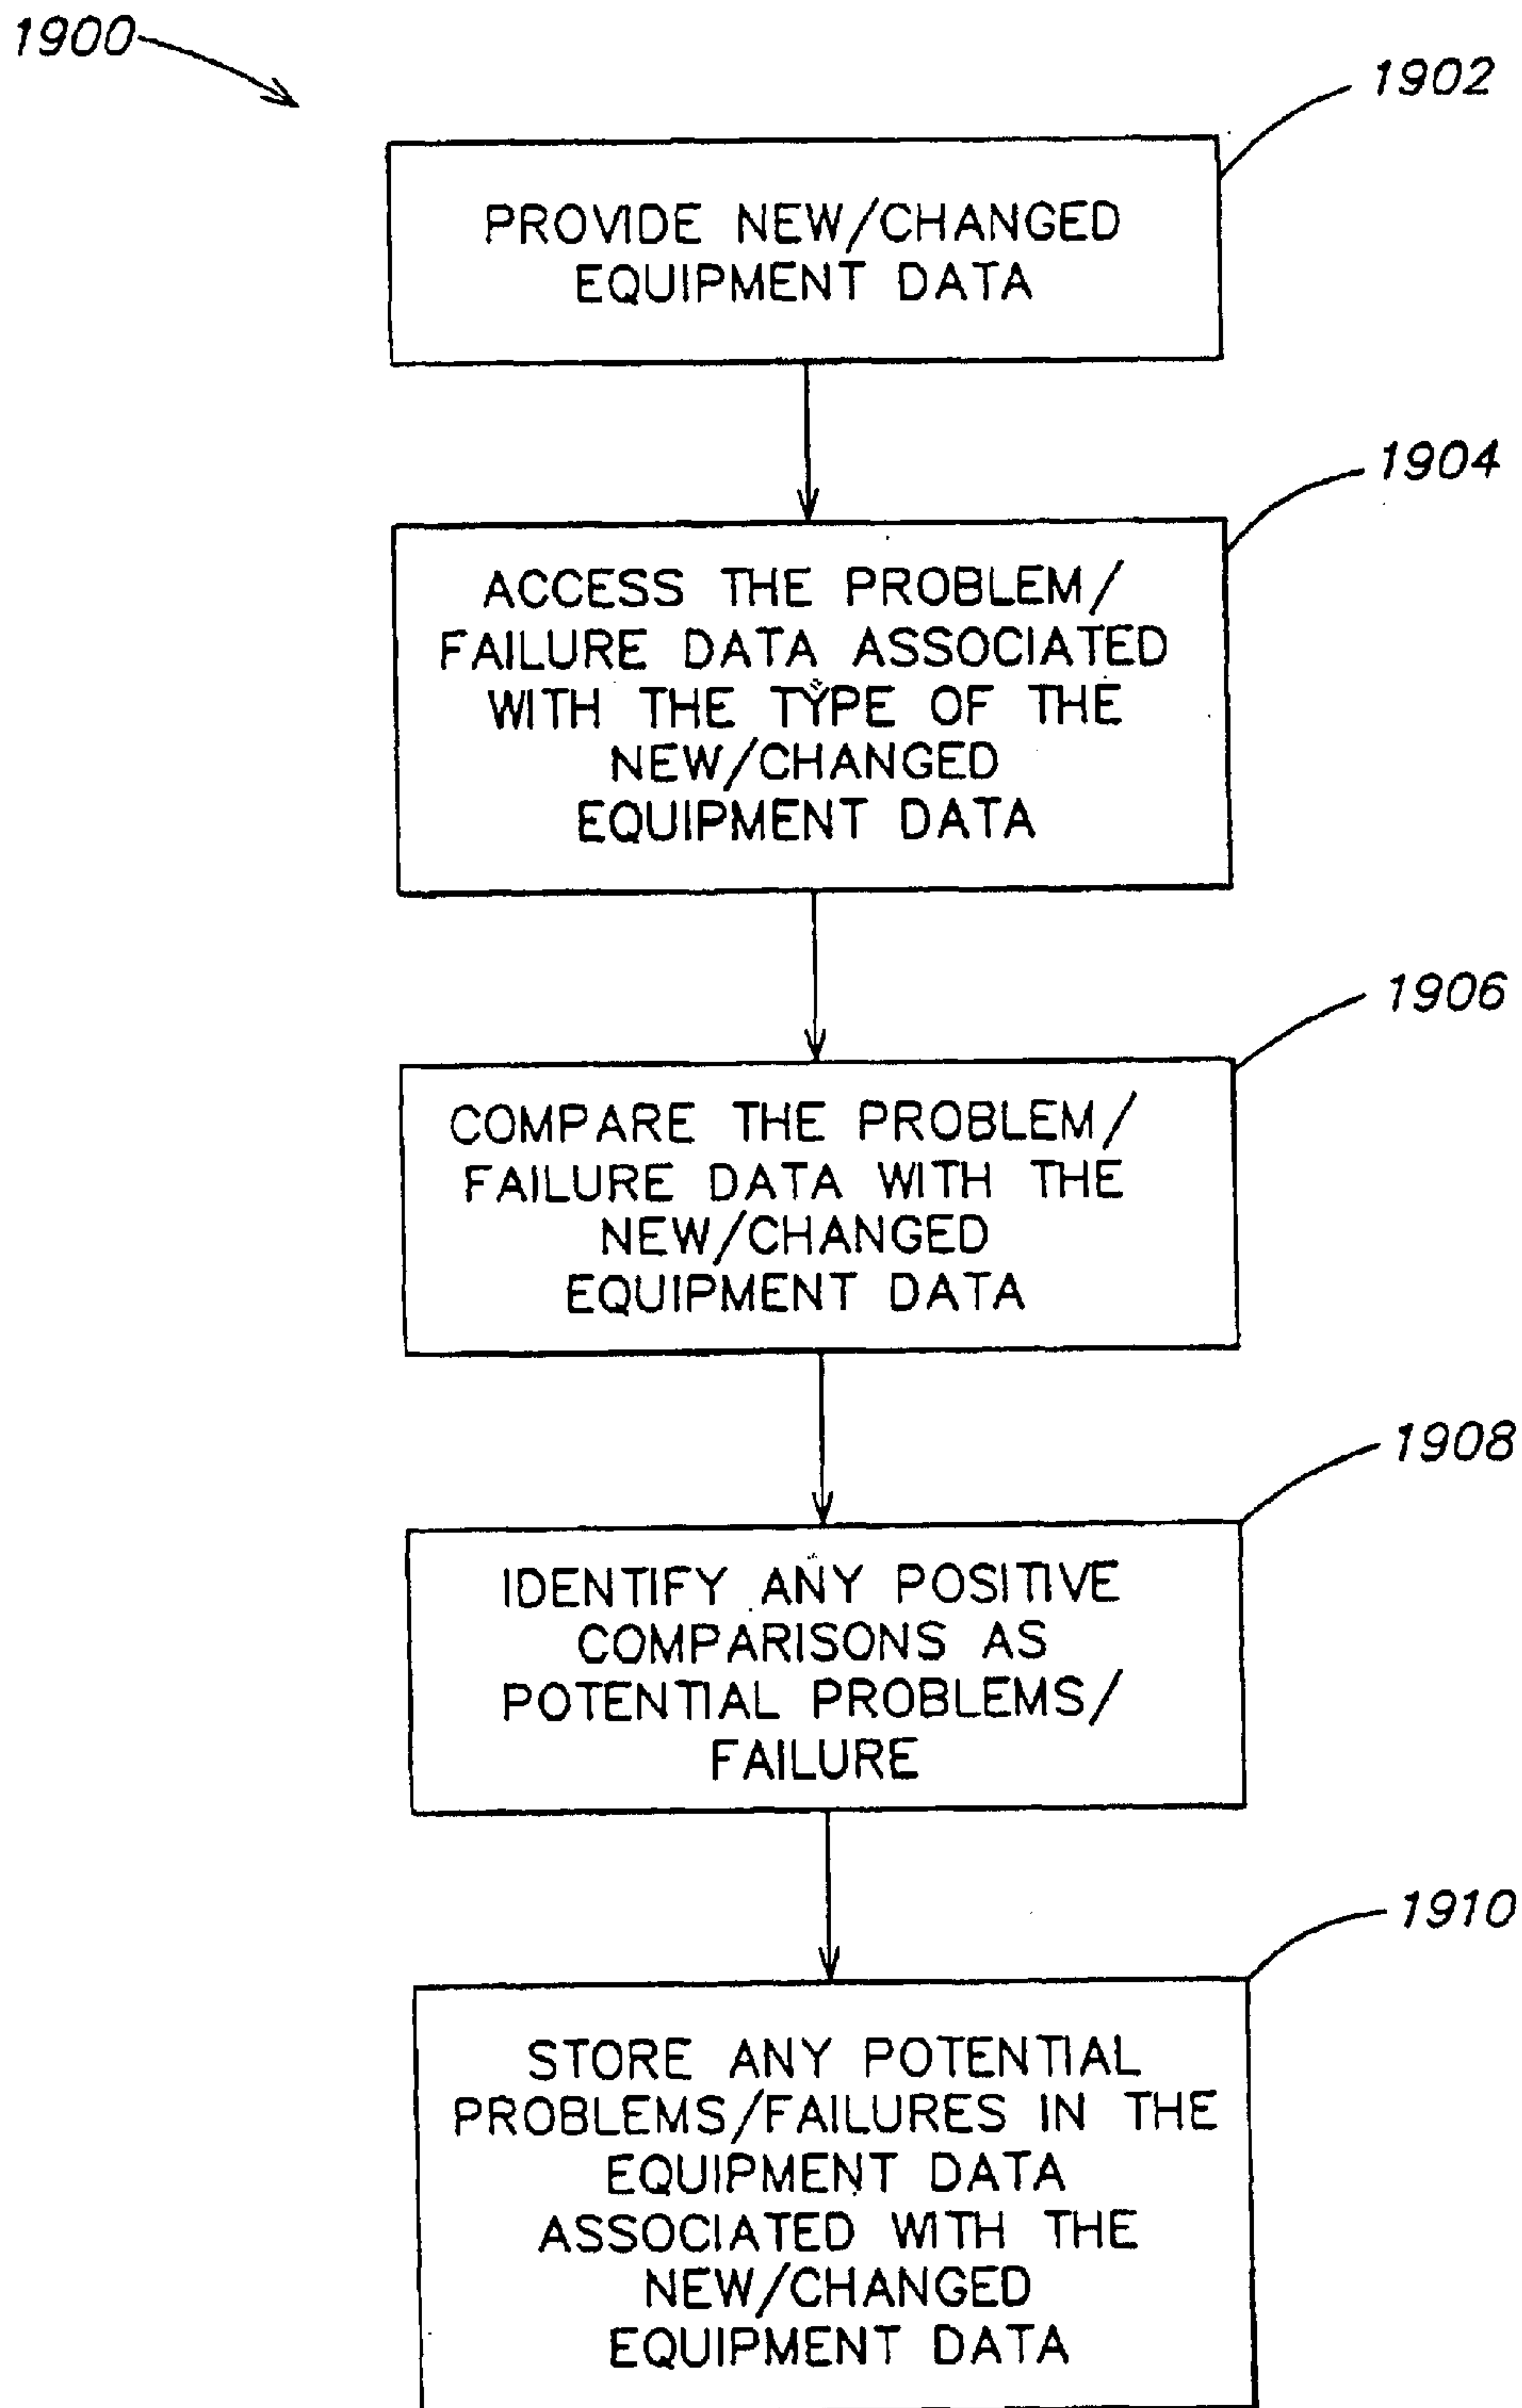 1900
1902
PROVIDE NEW/CHANGED
EQUIPMENT DATA
1904
ACCESS THE PROBLEM/
FAILURE DATA ASSOCIATED
WITH THE TYPE OF THE
NEW/CHANGED
EQUIPMENT DATA
1906
COMPARE THE PROBLEM/
FAILURE DATA WITH THE
NEW/CHANGED
EQUIPMENT DATA
1908
IDENTIFY ANY POSITIVE
COMPARISONS AS
POTENTIAL PROBLEMS/
FAILURE
1910
STORE ANY POTENTIAL
PROBLEMS/FAILURES IN THE
EQUIPMENT DATA
ASSOCIATED WITH THE
NEW/CHANGED
EQUIPMENT DATA